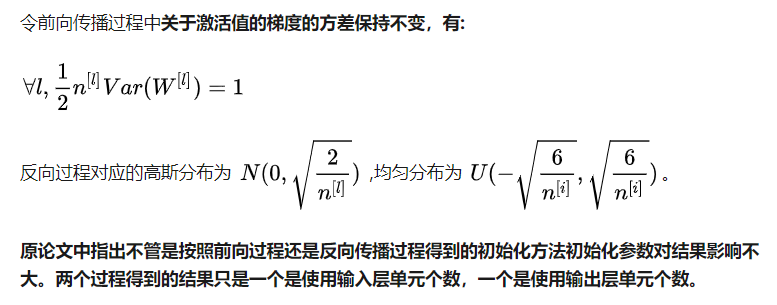 令前向传播过程中关于激活值的梯度的方差保持不变，有:
∀l, \frac{1}{2} n^{[l]} Var(W^{[l]}) = 1
反向过程对应的高斯分布为 N(0, \sqrt{\frac{2}{n^{[l]}}}) ,均匀分布为 U(-\sqrt{\frac{6}{n^{[i]}}}, \sqrt{\frac{6}{n^{[i]}}}) 。
原论文中指出不管是按照前向过程还是反向传播过程得到的初始化方法初始化参数对结果影响不
大。两个过程得到的结果只是一个是使用输入层单元个数，一个是使用输出层单元个数。